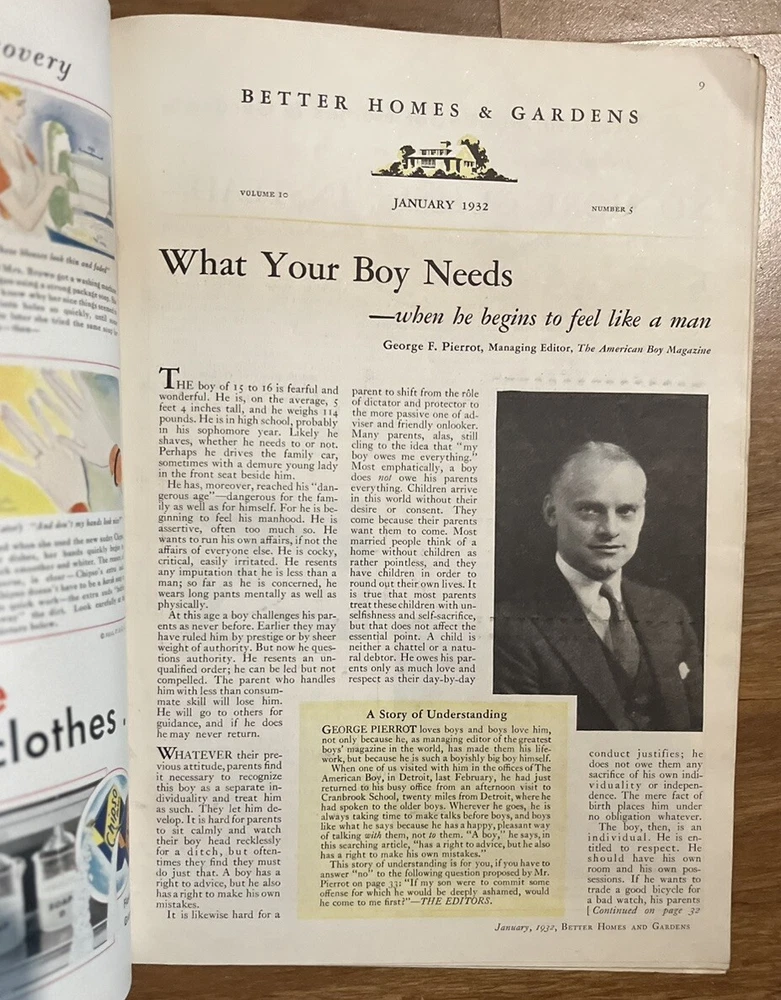 overy
9
BETTER HOMES & GARDENS
VOLUME 10
JANUARY 1932
NUMBER 5
What Your Boy Needs
—when he begins to feel like a man
George F. Pierrot, Managing Editor, The American Boy Magazine
THE boy of 15 to 16 is fearful and
wonderful. He is, on the average, 5
feet 4 inches tall, and he weighs 114
pounds. He is in high school, probably
in his sophomore year. Likely he
shaves, whether he needs to or not.
Perhaps he drives the family car,
sometimes with a demure young lady
in the front seat beside him.
He has, moreover, reached his "dan-
gerous age"—dangerous for the fam-
ily as well as for himself. For he is be-
ginning to feel his manhood. He is
assertive, often too much so. He
wants to run his own affairs, if not the
affairs of everyone else. He is cocky,
critical, easily irritated. He resents
any imputation that he is less than a
man; so far as he is concerned, he
wears long pants mentally as well as
physically.
At this age a boy challenges his par-
ents as never before. Earlier they may
have ruled him by prestige or by sheer
weight of authority. But now he ques-
tions authority. He resents an un-
qualified order; he can be led but not
compelled. The parent who handles
him with less than consum-
mate skill will lose him.
He will go to others for
guidance, and if he does
he may never return.
WHATEVER their pre-
vious attitude, parents find
it necessary to recognize
this boy as a separate in-
dividuality and treat him
as such. They let him de-
velop. It is hard for parents
to sit calmly and watch
their boy head recklessly
for a ditch, but often-
times they find they must
do just that. A boy has a
right to advice, but he also
has a right to make his own
mistakes.
It is likewise hard for a
parent to shift from the rôle
of dictator and protector to
the more passive one of ad-
viser and friendly onlooker.
Many parents, alas, still
cling to the idea that "my
boy owes me everything."
Most emphatically, a boy
does not owe his parents
everything. Children arrive
in this world without their
desire or consent. They
come because their parents
want them to come. Most
married people think of a
home without children as
rather pointless, and they
have children in order to
round out their own lives. It
is true that most parents
treat these children with un-
selfishness and self-sacrifice,
but that does not affect the
essential point. A child is
neither a chattel or a natu-
ral debtor. He owes his par-
ents only as much love and
respect as their day-by-day
A Story of Understanding
GEORGE PIERROT loves boys and boys love him,
not only because he, as managing editor of the greatest
boys' magazine in the world, has made them his life-
work, but because he is such a boyishly big boy himself.
When one of us visited with him in the offices of The
American Boy, in Detroit, last February, he had just
returned to his busy office from an afternoon visit to
Cranbrook School, twenty miles from Detroit, where he
had spoken to the older boys. Wherever he goes, he is
always taking time to make talks before boys, and boys
like what he says because he has a happy, pleasant way
of talking with them, not to them. "A boy," he says, in
this searching article, "has a right to advice, but he also
has a right to make his own mistakes."
This story of understanding is for you, if you have to
answer "no" to the following question proposed by Mr.
Pierrot on page 33: "If my son were to commit some
offense for which he would be deeply ashamed, would
he come to me first?"—THE EDITORS.
conduct justifies; he
does not owe them any
sacrifice of his own indi-
viduality or indepen-
dence. The mere fact of
birth places him under
no obligation whatever.
The boy, then, is an
individual. He is en-
titled to respect. He
should have his own
room and his own pos-
sessions. If he wants to
trade a good bicycle for
a bad watch, his parents
[Continued on page 32
January, 1932, BETTER HOMES AND GARDENS
clothes.
CHIPSO